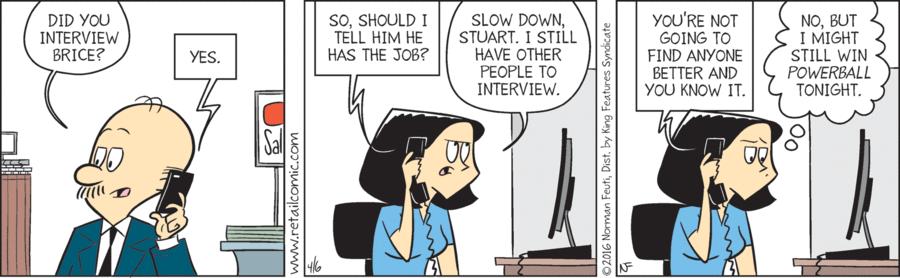 DID YOU
INTERVIEW
BRICE?
YES.
Sal
www.retailcomic.com
SO, SHOULD I
TELL HIM HE
HAS THE JOB?
SLOW DOWN,
STUART. I STILL
HAVE OTHER
PEOPLE TO
INTERVIEW.
4/6
©2016 Norman Feuti, Dist. by King Features Syndicate
YOU'RE NOT
GOING TO
FIND ANYONE
BETTER AND
YOU KNOW IT.
NO, BUT
I MIGHT
STILL WIN
POWERBALL
TONIGHT.
NF